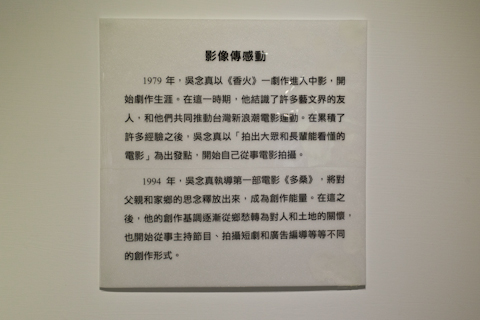 影像傳感動
1979 年，吳念真以《香火》一劇作進入中影，開
始劇作生涯。在這一時期，他結識了許多藝文界的友
人，和他們共同推動台灣新浪潮電影運動。在累積了
許多經驗之後，吳念真以「拍出大眾和長輩能看懂的
電影」為出發點，開始自己從事電影拍攝。
1994 年，吳念真執導第一部電影《多桑》，將對
父親和家鄉的思念釋放出來，成為創作能量。在這之
後，他的創作基調逐漸從鄉愁轉為對人和土地的關懷，
也開始從事主持節目、拍攝短劇和廣告編導等等不同
的創作形式。